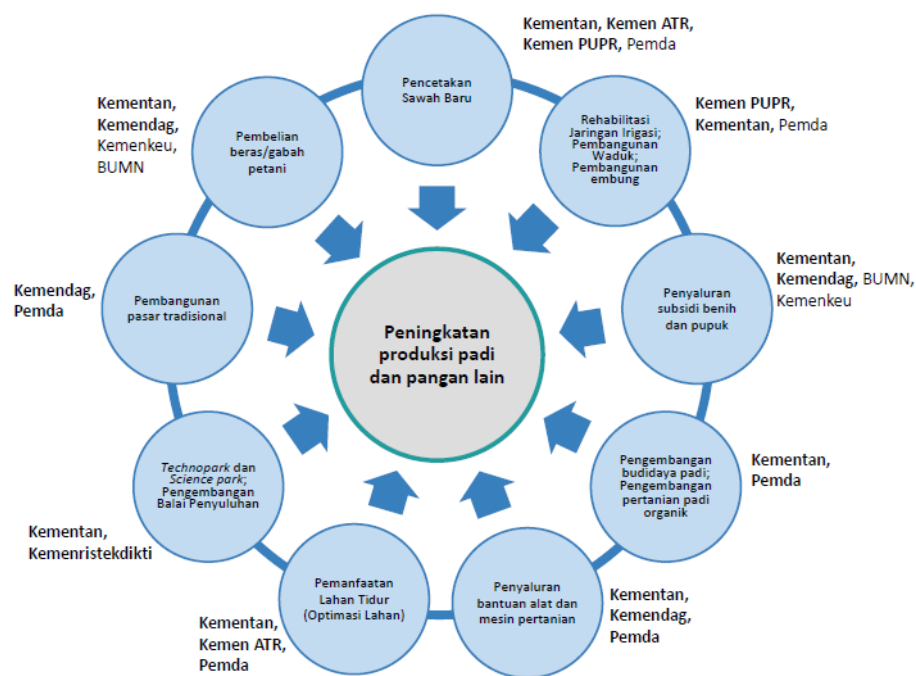 Kementan, Kemen ATR,
Kemen PUPR, Pemda
Pencetakan
Sawah Baru
Kemen PUPR,
Kementan, Pemda
Rehabilitasi
Jaringan Irigasi;
Pembangunan
Waduk;
Pembangunan
embung
Kementan,
Kemendag, BUMN,
Kemenkeu
Penyaluran
subsidi benih
dan pupuk
Kementan,
Pemda
Pengembangan
budidaya padi;
Pengembangan
pertanian padi
organik
Kementan,
Kemendag,
Pemda
Penyaluran
bantuan alat dan
mesin pertanian
Kementan,
Kemen ATR,
Pemda
Pemanfaatan
Lahan Tidur
(Optimasi Lahan)
Kementan,
Kemenristekdikti
Technopark dan
Science park;
Pengembangan
Balai Penyuluhan
Kemendag,
Pemda
Pembangunan
pasar tradisional
Kementan,
Kemendag,
Kemenkeu,
BUMN
Pembelian
beras/gabah
petani
Peningkatan
produksi padi
dan pangan lain